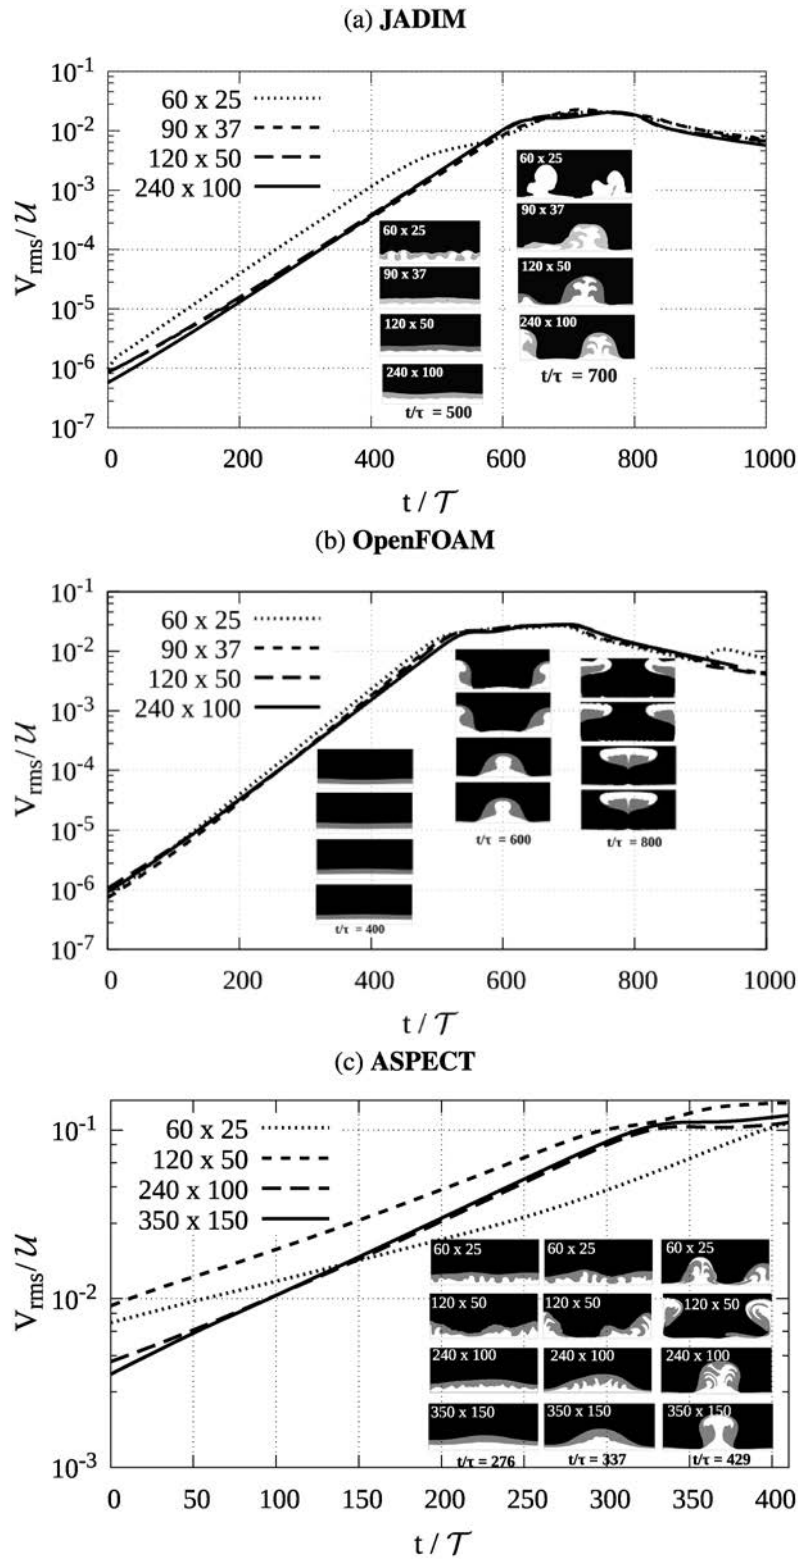 (a) JADIM
10^-1
10^-2
10^-3
10^-4
10^-5
10^-6
10^-7
V_rms / 𝒰
60 x 25
90 x 37
120 x 50
240 x 100
60 x 25
90 x 37
120 x 50
240 x 100
t/τ = 500
60 x 25
90 x 37
120 x 50
240 x 100
t/τ = 700
0 200 400 600 800 1000
t / 𝒯
(b) OpenFOAM
10^-1
10^-2
10^-3
10^-4
10^-5
10^-6
10^-7
V_rms / 𝒰
60 x 25
90 x 37
120 x 50
240 x 100
t/τ = 400
t/τ = 600
t/τ = 800
0 200 400 600 800 1000
t / 𝒯
(c) ASPECT
10^-1
10^-2
10^-3
V_rms / 𝒰
60 x 25
120 x 50
240 x 100
350 x 150
60 x 25 60 x 25 60 x 25
120 x 50 120 x 50 120 x 50
240 x 100 240 x 100 240 x 100
350 x 150 350 x 150 350 x 150
t/τ = 276 t/τ = 337 t/τ = 429
0 50 100 150 200 250 300 350 400
t / 𝒯